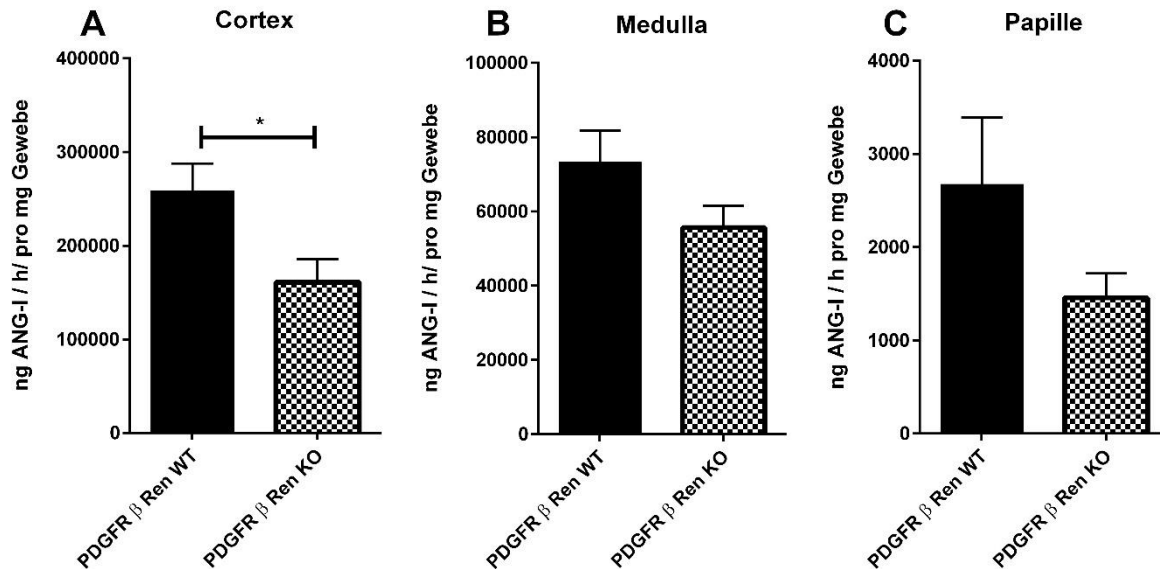 A Cortex
ng ANG-I / h/ pro mg Gewebe
400000
300000
200000
100000
0
*
PDGFR β Ren WT
PDGFR β Ren KO
B Medulla
ng ANG-I / h/ pro mg Gewebe
100000
80000
60000
40000
20000
0
PDGFR β Ren WT
PDGFR β Ren KO
C Papille
ng ANG-I / h pro mg Gewebe
4000
3000
2000
1000
0
PDGFR β Ren WT
PDGFR β Ren KO